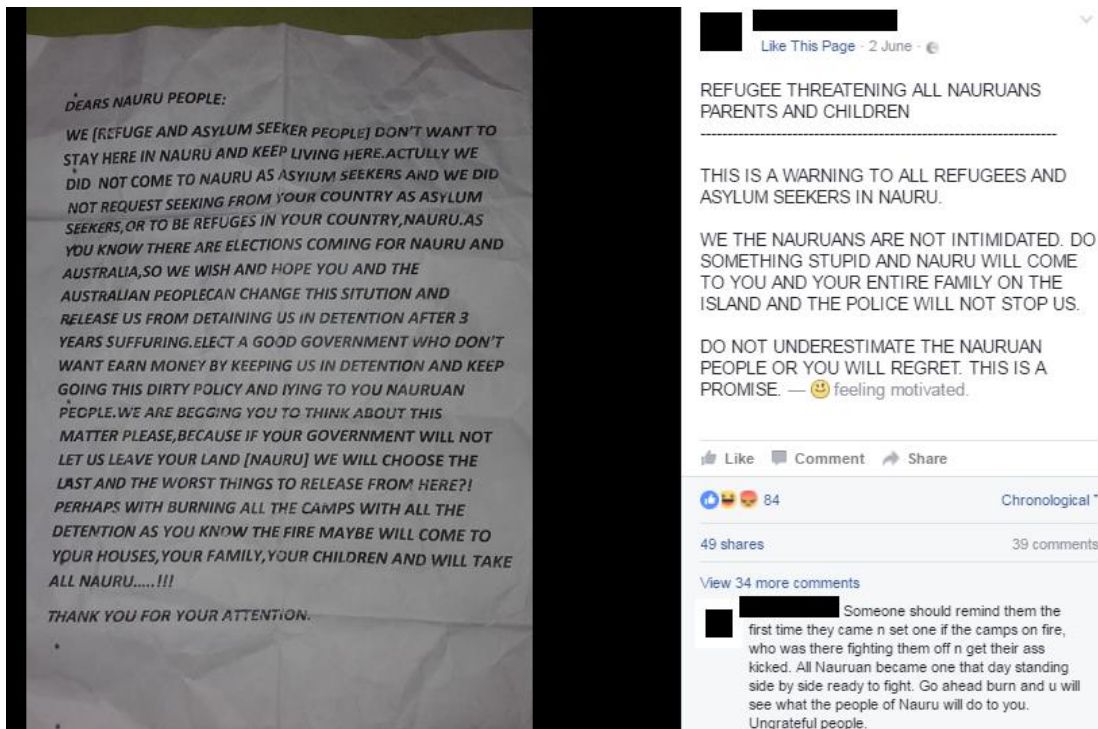 DEARS NAURU PEOPLE:
WE [REFUGE AND ASYLUM SEEKER PEOPLE] DON'T WANT TO
STAY HERE IN NAURU AND KEEP LIVING HERE.ACTULLY WE
DID NOT COME TO NAURU AS ASYIUM SEEKERS AND WE DID
NOT REQUEST SEEKING FROM YOUR COUNTRY AS ASYLUM
SEEKERS,OR TO BE REFUGES IN YOUR COUNTRY,NAURU.AS
YOU KNOW THERE ARE ELECTIONS COMING FOR NAURU AND
AUSTRALIA,SO WE WISH AND HOPE YOU AND THE
AUSTRALIAN PEOPLECAN CHANGE THIS SITUTION AND
RELEASE US FROM DETAINING US IN DETENTION AFTER 3
YEARS SUFFURING.ELECT A GOOD GOVERNMENT WHO DON'T
WANT EARN MONEY BY KEEPING US IN DETENTION AND KEEP
GOING THIS DIRTY POLICY AND IYING TO YOU NAURUAN
PEOPLE.WE ARE BEGGING YOU TO THINK ABOUT THIS
MATTER PLEASE,BECAUSE IF YOUR GOVERNMENT WILL NOT
LET US LEAVE YOUR LAND [NAURU] WE WILL CHOOSE THE
LAST AND THE WORST THINGS TO RELEASE FROM HERE?!
PERHAPS WITH BURNING ALL THE CAMPS WITH ALL THE
DETENTION AS YOU KNOW THE FIRE MAYBE WILL COME TO
YOUR HOUSES,YOUR FAMILY,YOUR CHILDREN AND WILL TAKE
ALL NAURU.....!!!
THANK YOU FOR YOUR ATTENTION.
Like This Page · 2 June ·
REFUGEE THREATENING ALL NAURUANS
PARENTS AND CHILDREN
-----------------------------------------------------------------
THIS IS A WARNING TO ALL REFUGEES AND
ASYLUM SEEKERS IN NAURU.
WE THE NAURUANS ARE NOT INTIMIDATED. DO
SOMETHING STUPID AND NAURU WILL COME
TO YOU AND YOUR ENTIRE FAMILY ON THE
ISLAND AND THE POLICE WILL NOT STOP US.
DO NOT UNDERESTIMATE THE NAURUAN
PEOPLE OR YOU WILL REGRET. THIS IS A
PROMISE. — feeling motivated.
Like Comment Share
84 Chronological
49 shares 39 comments
View 34 more comments
Someone should remind them the
first time they came n set one if the camps on fire,
who was there fighting them off n get their ass
kicked. All Nauruan became one that day standing
side by side ready to fight. Go ahead burn and u will
see what the people of Nauru will do to you.
Ungrateful people.